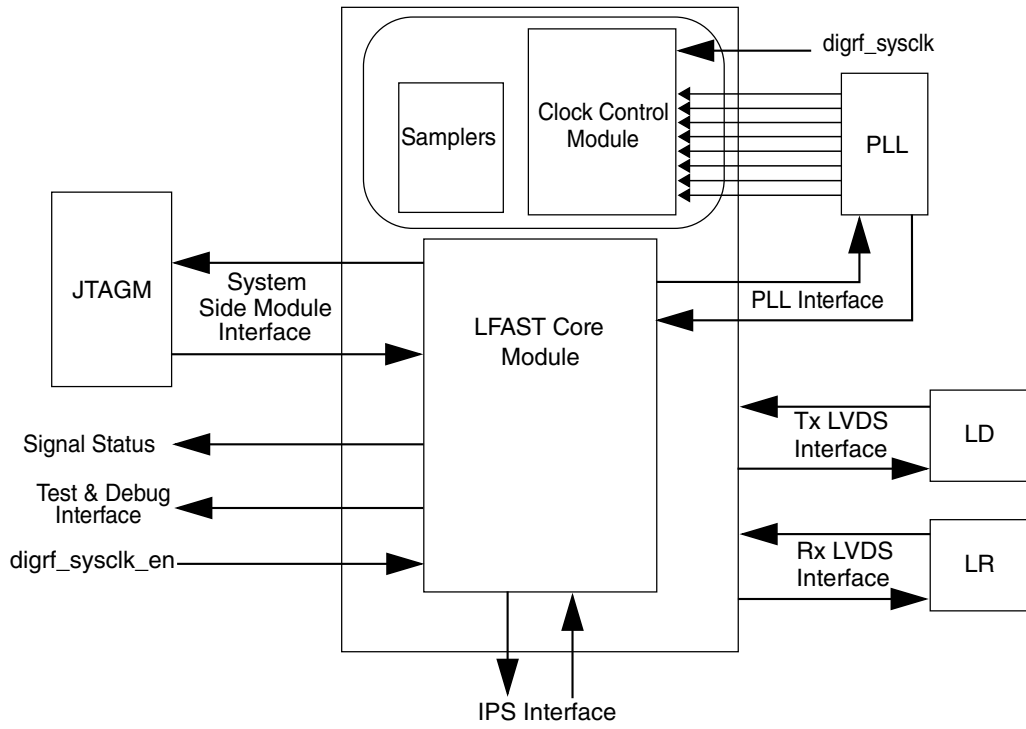 digrf_sysclk
Samplers
Clock Control
Module
PLL
JTAGM
System
Side Module
Interface
LFAST Core
Module
PLL Interface
Tx LVDS
Interface
LD
Signal Status
Test & Debug
Interface
digrf_sysclk_en
Rx LVDS
Interface
LR
IPS Interface